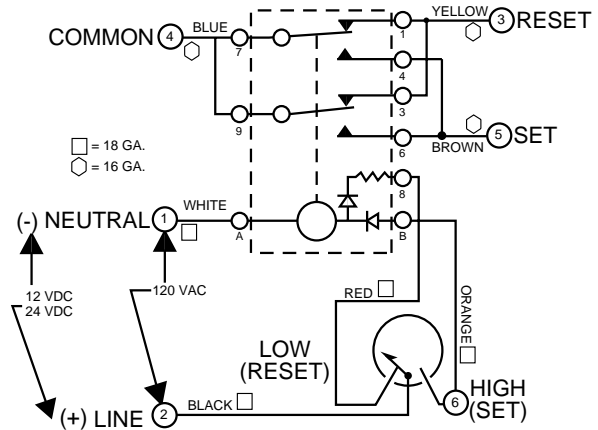 BLUE
YELLOW
COMMON 4
7
1
3 RESET
4
9
3
6
BROWN
5 SET
= 18 GA.
= 16 GA.
8
WHITE
(-) NEUTRAL 1
A
B
12 VDC
24 VDC
120 VAC
RED
ORANGE
LOW
(RESET)
HIGH
(SET)
6
BLACK
(+) LINE 2